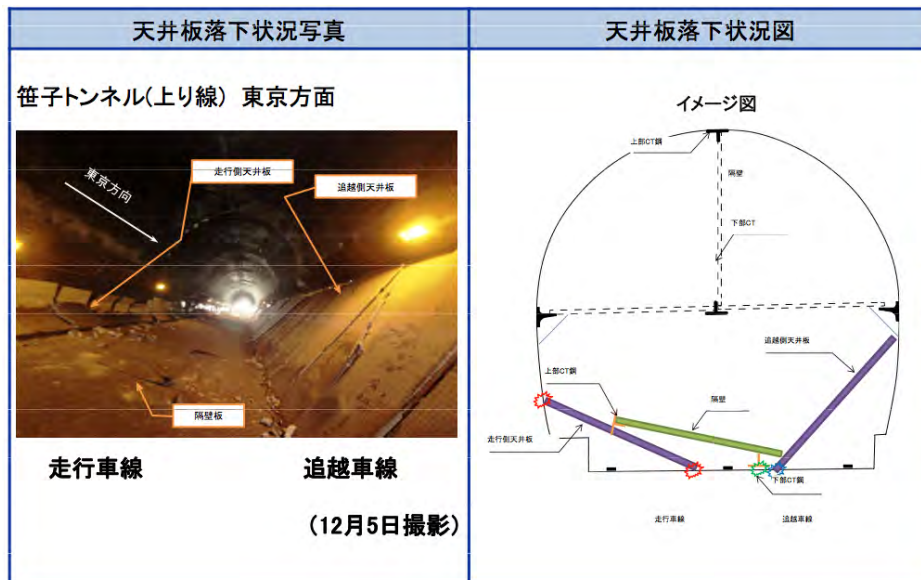 天井板落下状況写真
天井板落下状況図
笹子トンネル(上り線) 東京方面
東京方向
走行側天井板
追越側天井板
隔壁板
走行車線
追越車線
(12月5日撮影)
イメージ図
上部CT鋼
隔壁
下部CT
追越側天井板
上部CT鋼
隔壁
走行側天井板
下部CT鋼
走行車線
追越車線